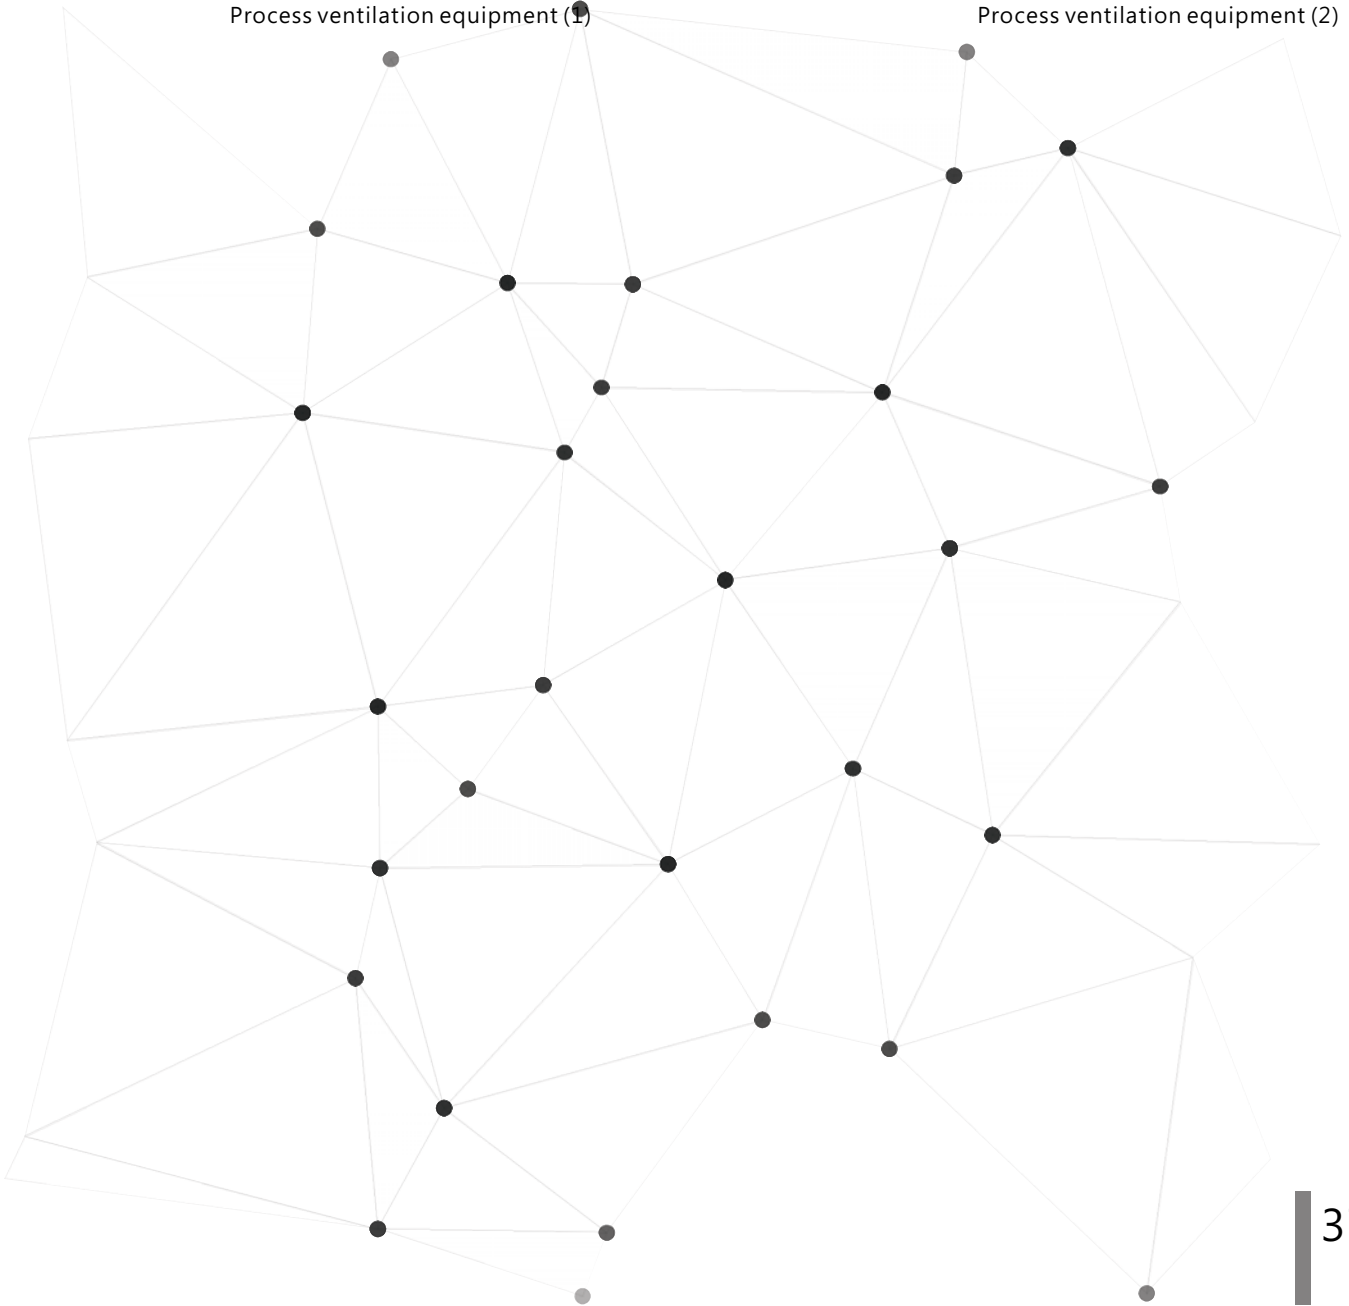 Process ventilation equipment (1)
Process ventilation equipment (2)
3